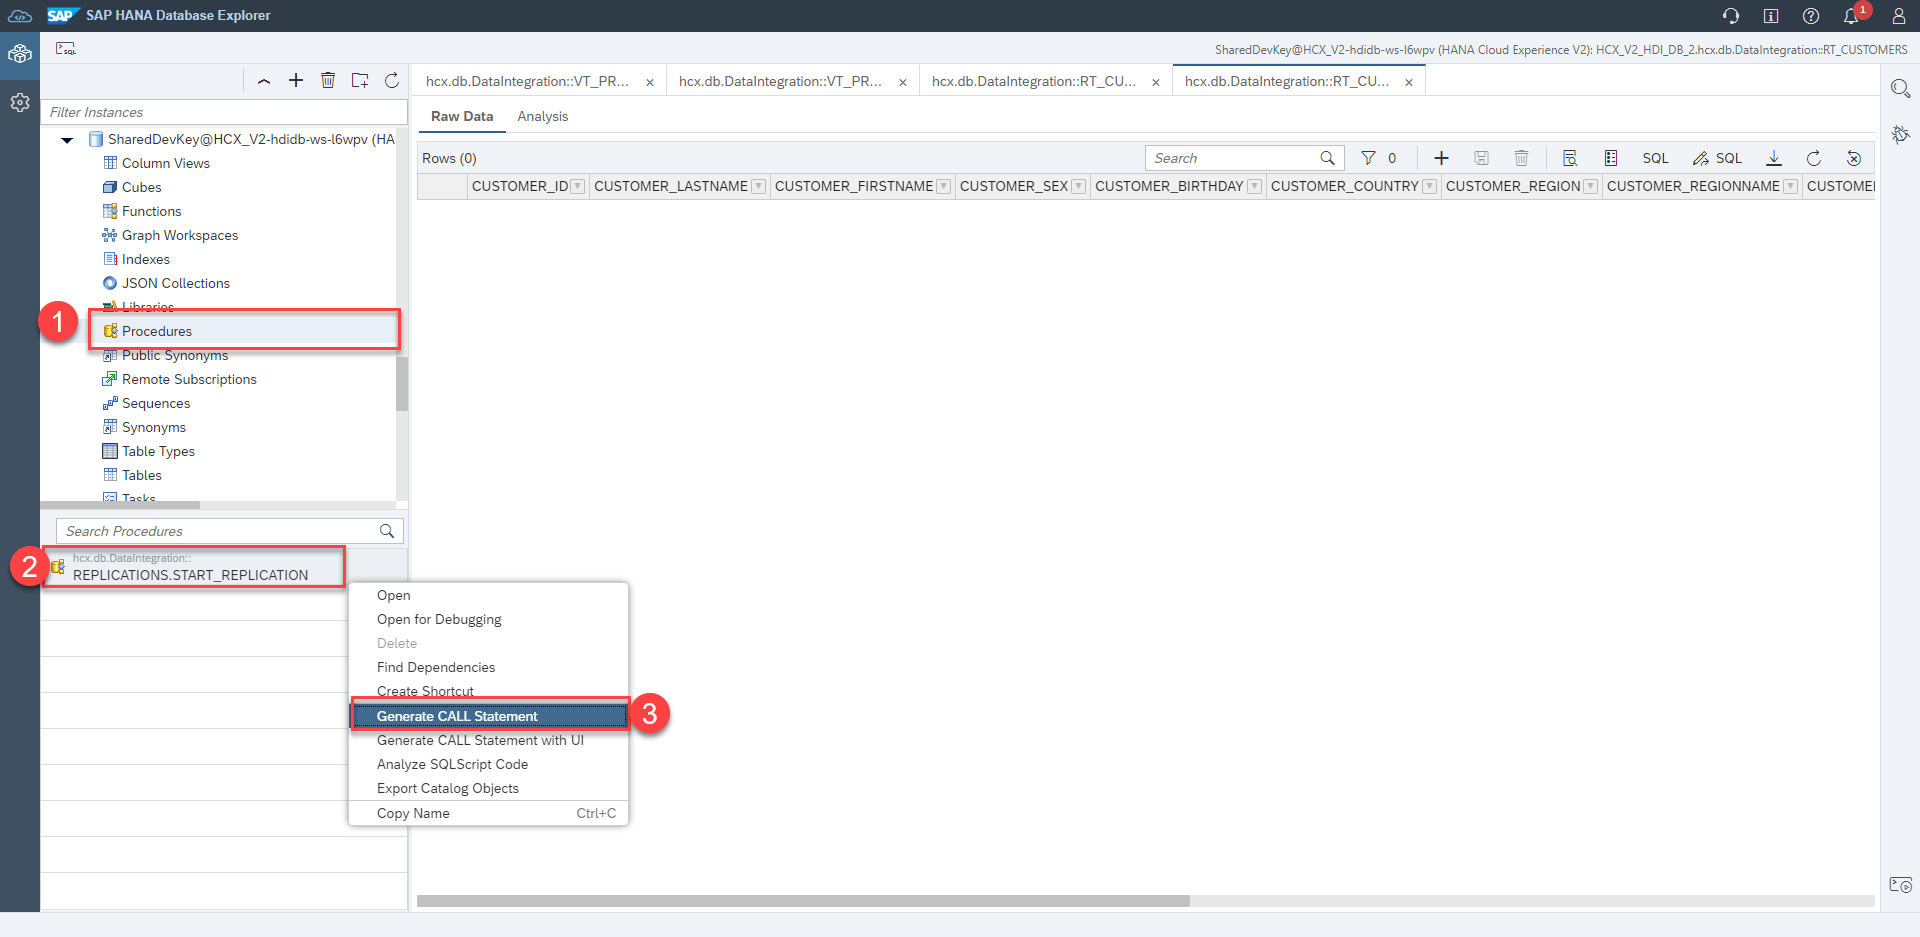 SAP SAP HANA Database Explorer
1
SQL
SharedDevKey@HCX_V2-hdidb-ws-l6wpv (HANA Cloud Experience V2): HCX_V2_HDI_DB_2.hcx.db.DataIntegration::RT_CUSTOMERS
hcx.db.DataIntegration::VT_PR...
hcx.db.DataIntegration::VT_PR...
hcx.db.DataIntegration::RT_CU...
hcx.db.DataIntegration::RT_CU...
Filter Instances
Raw Data Analysis
SharedDevKey@HCX_V2-hdidb-ws-l6wpv (HA
Column Views
Cubes
Functions
Graph Workspaces
Indexes
JSON Collections
Libraries
1
Procedures
Public Synonyms
Remote Subscriptions
Sequences
Synonyms
Table Types
Tables
Tasks
Rows (0)
Search
0
SQL
SQL
CUSTOMER_ID CUSTOMER_LASTNAME CUSTOMER_FIRSTNAME CUSTOMER_SEX CUSTOMER_BIRTHDAY CUSTOMER_COUNTRY CUSTOMER_REGION CUSTOMER_REGIONNAME CUSTOMER
Search Procedures
2
hcx.db.DataIntegration::
REPLICATIONS.START_REPLICATION
Open
Open for Debugging
Delete
Find Dependencies
Create Shortcut
Generate CALL Statement
3
Generate CALL Statement with UI
Analyze SQLScript Code
Export Catalog Objects
Copy Name Ctrl+C